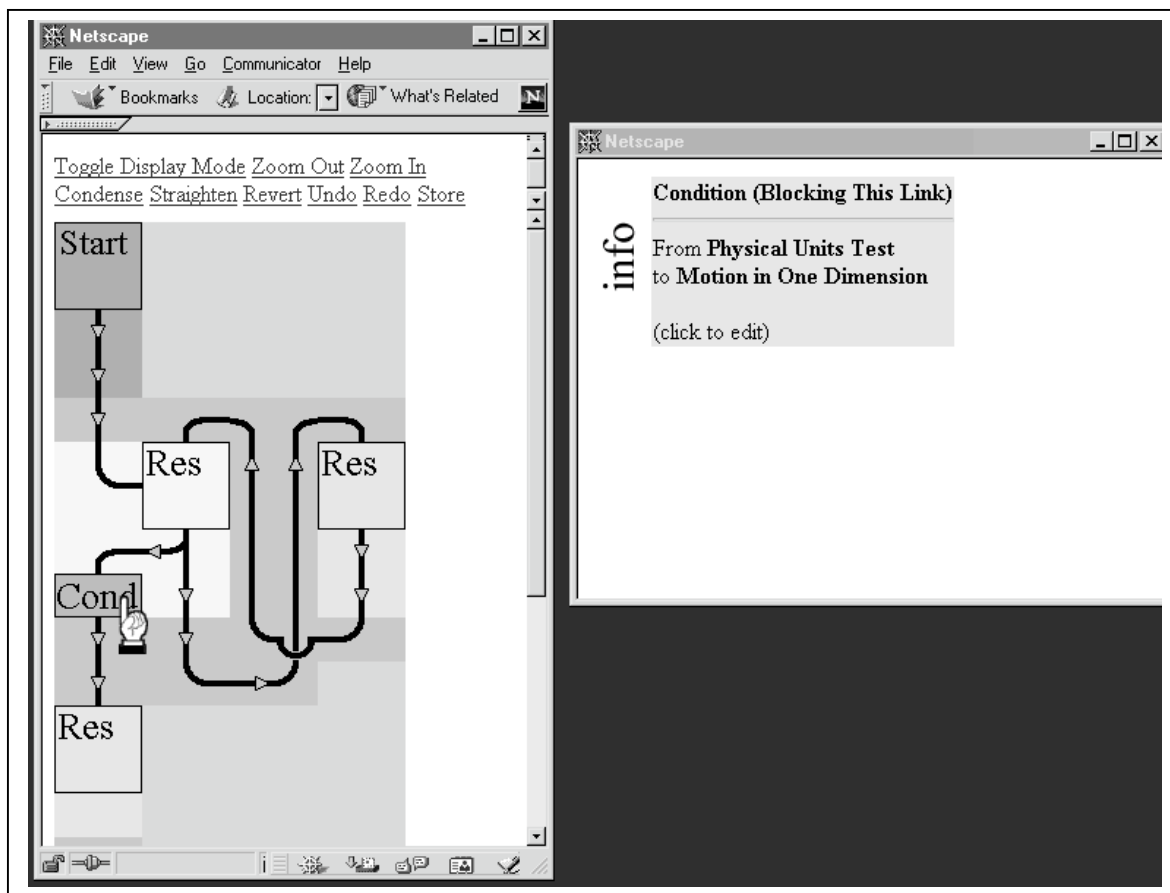 Netscape
File Edit View Go Communicator Help
Bookmarks Location: What's Related N
Toggle Display Mode Zoom Out Zoom In
Condense Straighten Revert Undo Redo Store
Start
Res Res
Cond
Res
Netscape
info
Condition (Blocking This Link)
From Physical Units Test
to Motion in One Dimension
(click to edit)